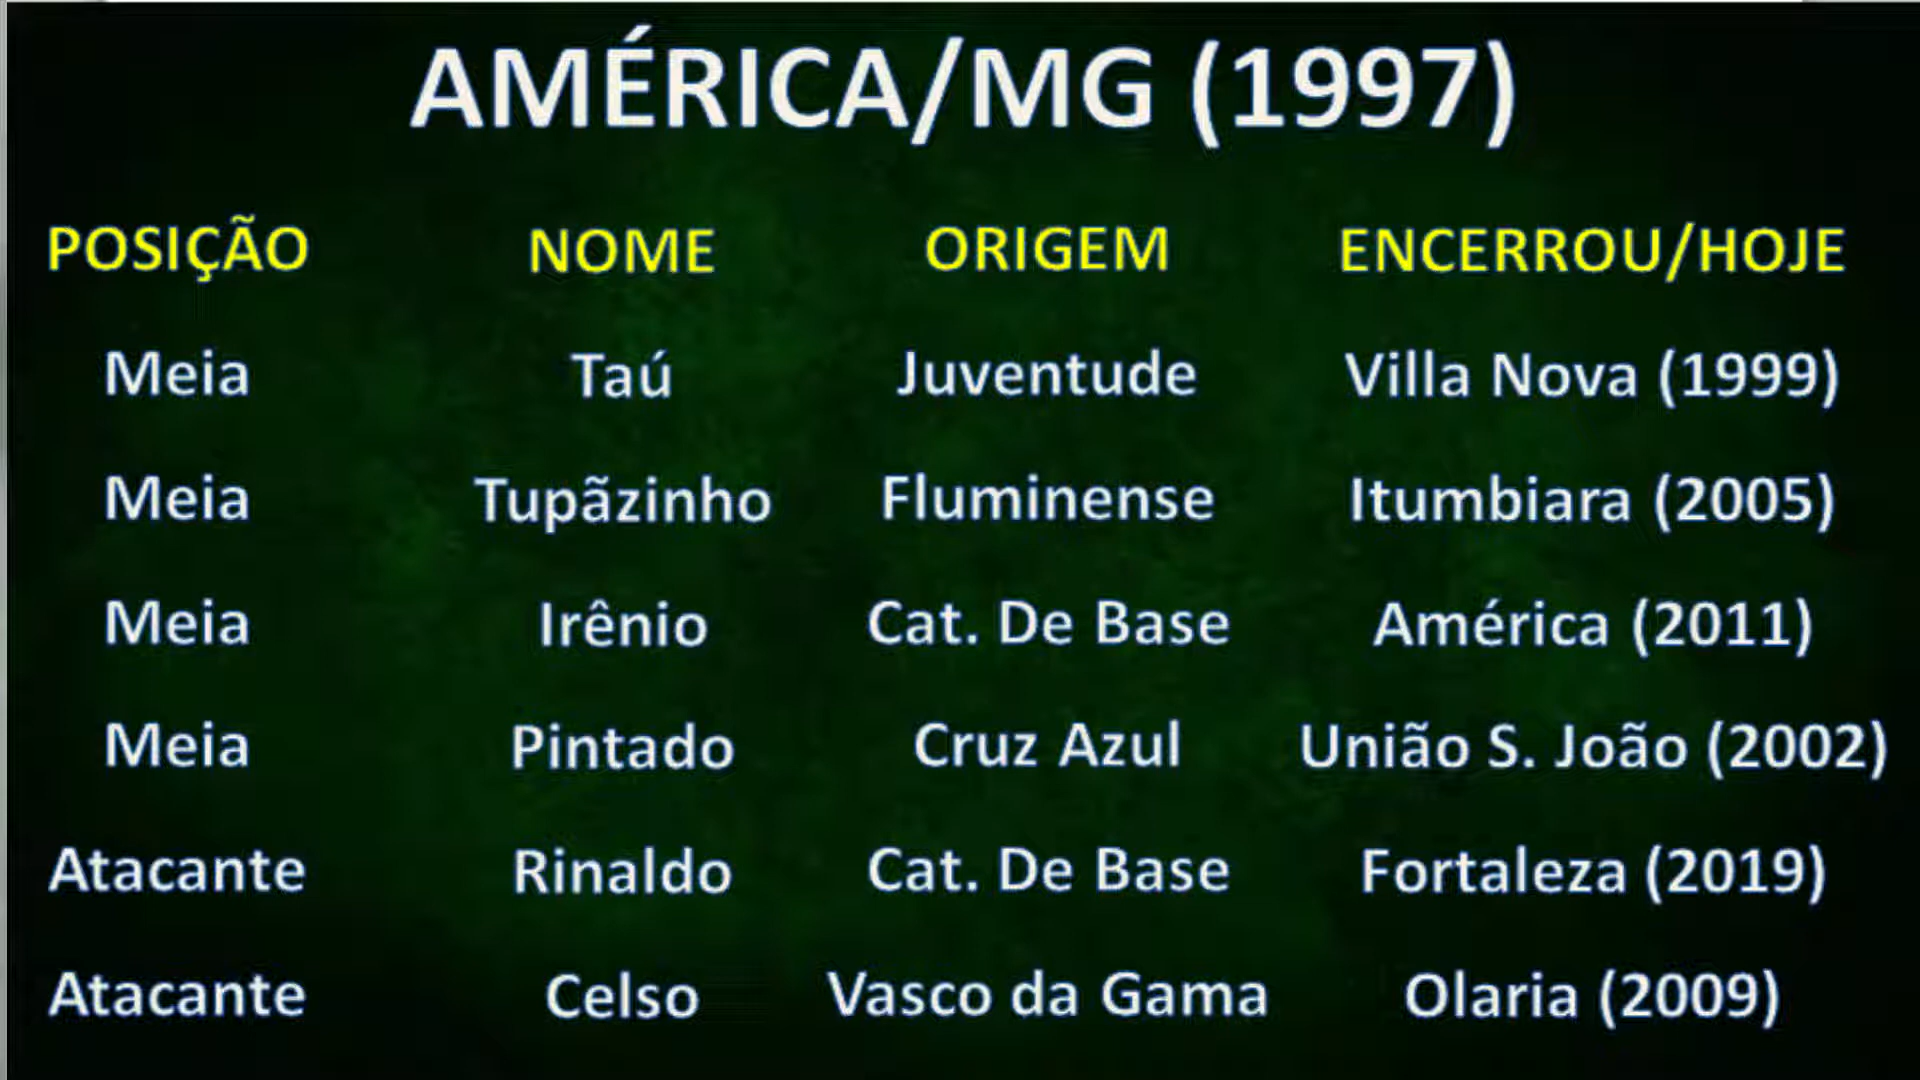 AMÉRICA/MG (1997)
POSIÇÃO NOME ORIGEM ENCERROU/HOJE
Meia Taú Juventude Villa Nova (1999)
Meia Tupãzinho Fluminense Itumbiara (2005)
Meia Irênio Cat. De Base América (2011)
Meia Pintado Cruz Azul União S. João (2002)
Atacante Rinaldo Cat. De Base Fortaleza (2019)
Atacante Celso Vasco da Gama Olaria (2009)